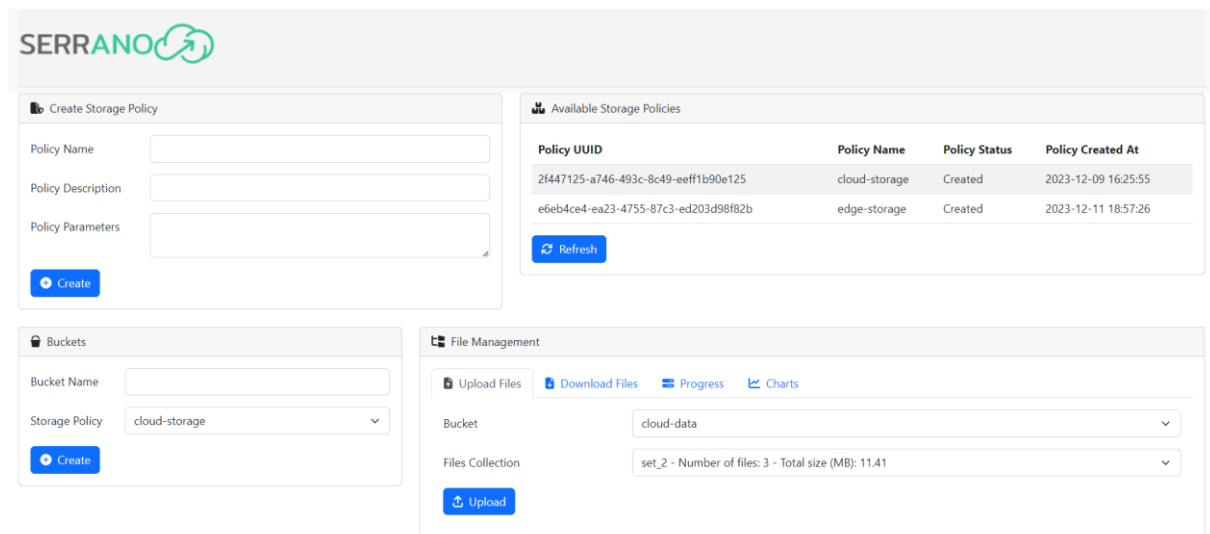 SERRANO
Create Storage Policy
Policy Name
Policy Description
Policy Parameters
Create
Available Storage Policies
Policy UUID Policy Name Policy Status Policy Created At
2f447125-a746-493c-8c49-eeff1b90e125 cloud-storage Created 2023-12-09 16:25:55
e6eb4ce4-ea23-4755-87c3-ed203d98f82b edge-storage Created 2023-12-11 18:57:26
Refresh
Buckets
Bucket Name
Storage Policy cloud-storage
Create
File Management
Upload Files Download Files Progress Charts
Bucket cloud-data
Files Collection set_2 - Number of files: 3 - Total size (MB): 11.41
Upload